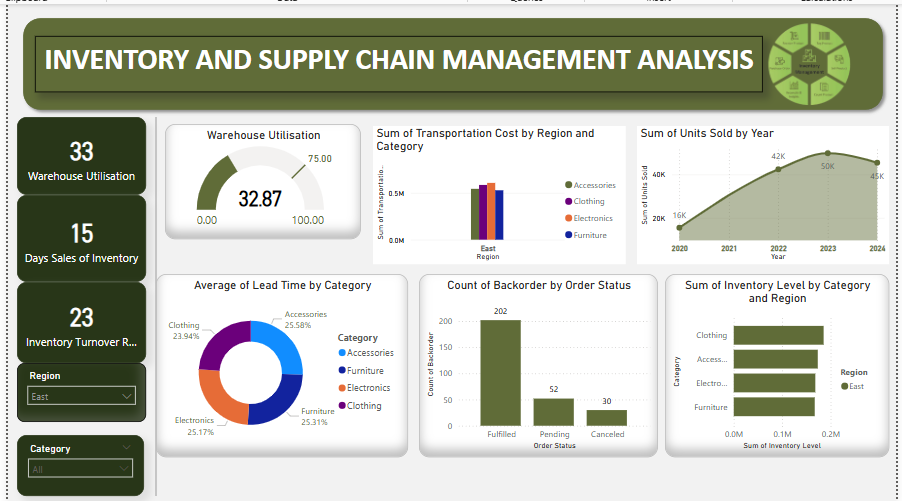 INVENTORY AND SUPPLY CHAIN MANAGEMENT ANALYSIS
Inventory
Management
33
Warehouse Utilisation
15
Days Sales of Inventory
23
Inventory Turnover R...
Region
East
Category
All
Warehouse Utilisation
75.00
32.87
0.00
100.00
Sum of Transportation Cost by Region and
Category
Sum of Transportatio...
0.5M
0.0M
East
Region
Accessories
Clothing
Electronics
Furniture
Sum of Units Sold by Year
Sum of Units Sold
40K
20K
16K
42K
50K
45K
2020
2021
2022
2023
2024
Year
Average of Lead Time by Category
Accessories
25.58%
Clothing
23.94%
Electronics
25.17%
Furniture
25.31%
Category
Accessories
Furniture
Electronics
Clothing
Count of Backorder by Order Status
Count of Backorder
200
150
100
50
0
202
52
30
Fulfilled
Pending
Canceled
Order Status
Sum of Inventory Level by Category
and Region
Category
Clothing
Access...
Electro...
Furniture
0.0M
0.1M
0.2M
Sum of Inventory Level
Region
East